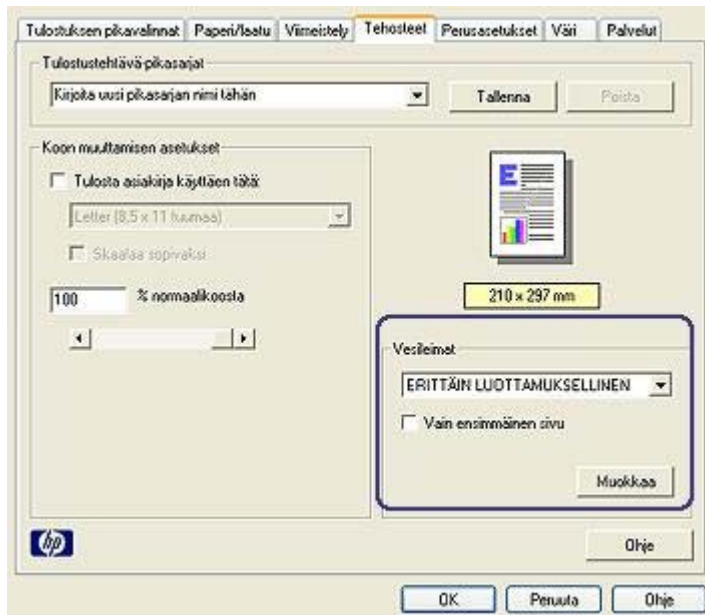 Tulostuksen pikavalinnat Paperi/laatu Viimeistely Tehosteet Perusasetukset Väri Palvelut
Tulostustehtävä-pikasarjat
Kirjoita uusi pikasarjan nimi tähän Tallenna Poista
Koon muuttamisen asetukset
Tulosta asiakirja käyttäen tätä:
Letter (8.5 x 11 tuumaa)
Skaalaa sopivaksi
100 % normaalikoosta
E
210 x 297 mm
Vesileimat
ERITTÄIN LUOTTAMUKSELLINEN
Vain ensimmäinen sivu
Muokkaa
hp
Ohje
OK Peruuta Ohje